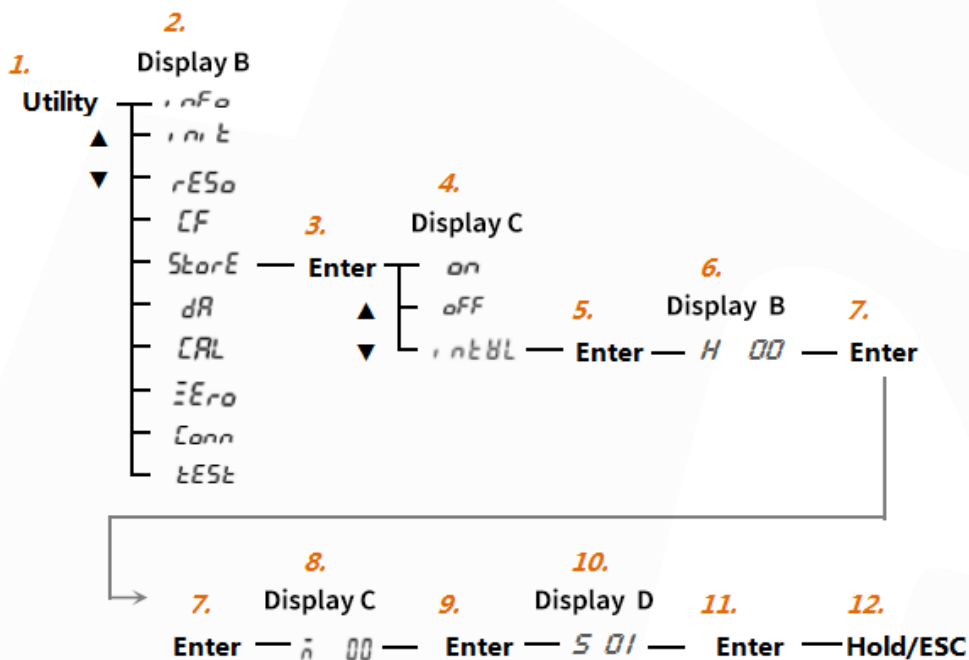 2.
1. Display B
Utility inFo
▲ init
▼ rESo 4.
CF 3. Display C
StorE Enter on 6.
dA ▲ oFF 5. Display B 7.
CAL ▼ intVL Enter H 00 Enter
ZEro
Conn
tESt
8. 10.
7. Display C 9. Display D 11. 12.
Enter n 00 Enter S 01 Enter Hold/ESC